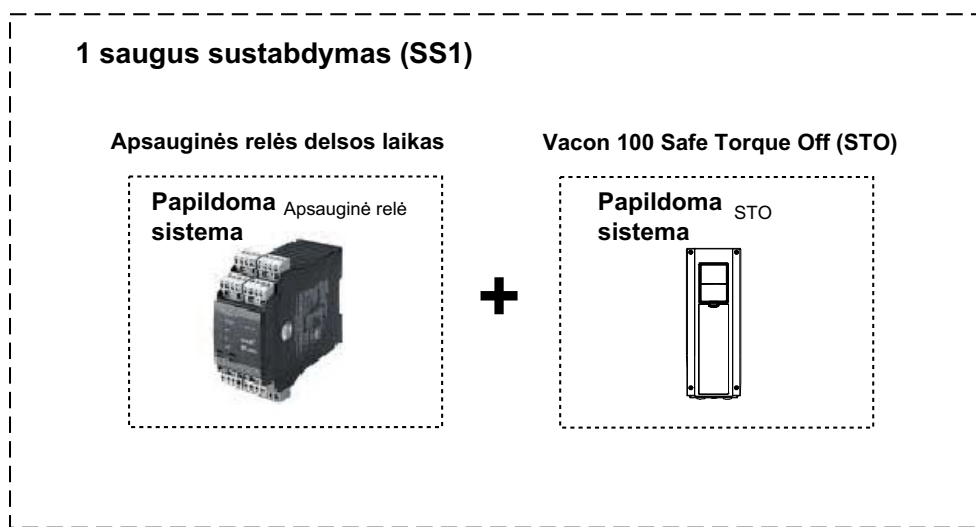 1 saugus sustabdymas (SS1)
Apsauginės relės delsos laikas
Vacon 100 Safe Torque Off (STO)
Papildoma Apsauginė relė
sistema
+
Papildoma STO
sistema